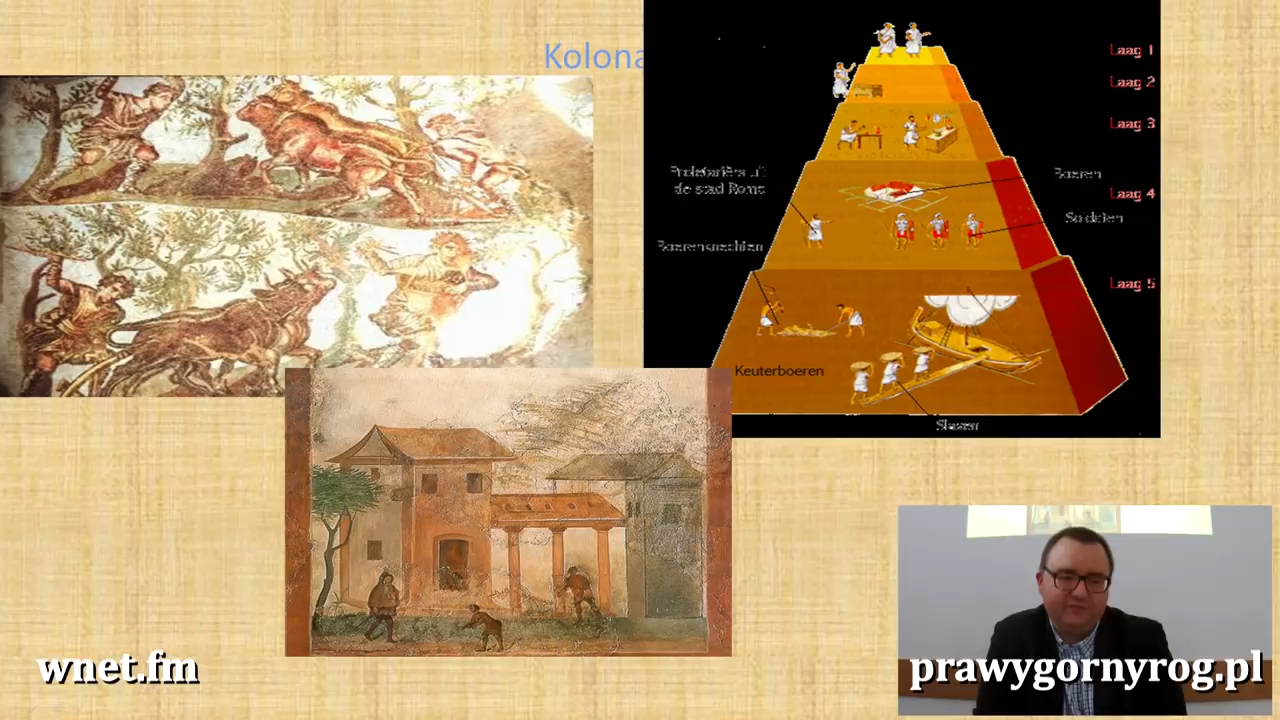 Kolona
Laag 1
Laag 2
Laag 3
Proletariërs uit
de stad Rome
Boeren
Laag 4
Soldaten
Boerenknechten
Laag 5
Keuterboeren
Slaven
wnet.fm
prawygornyrog.pl